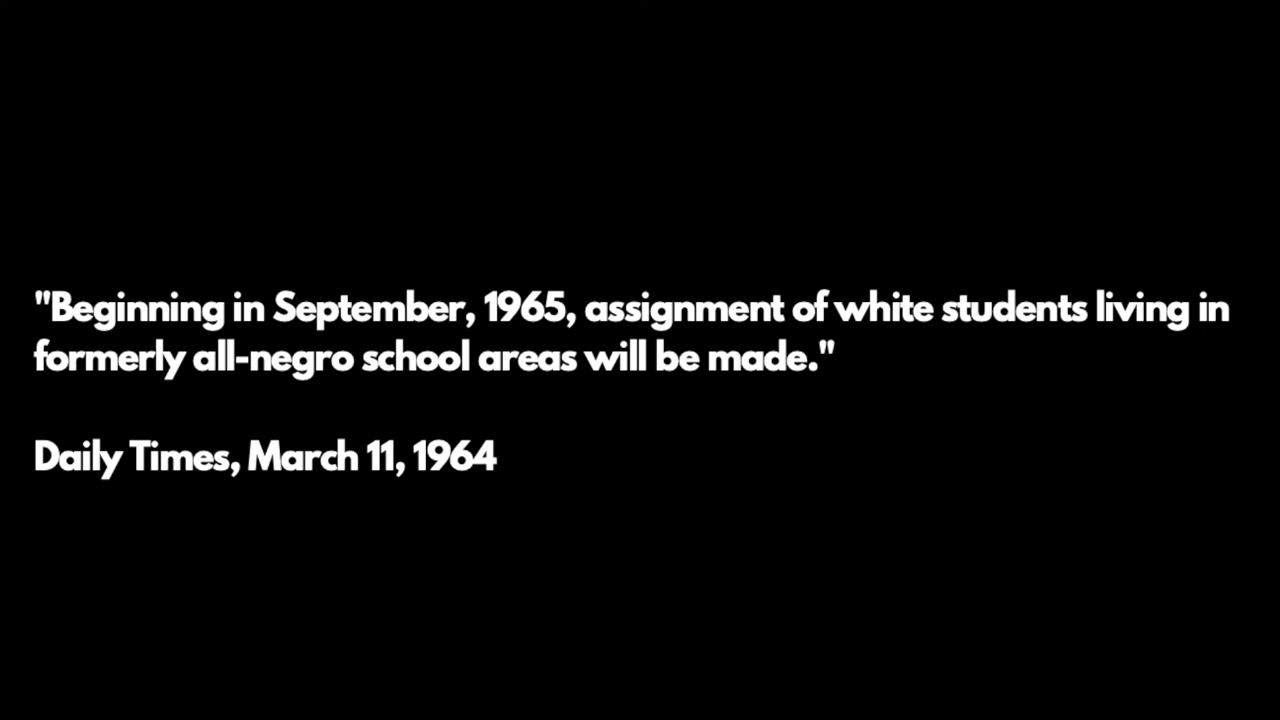 "Beginning in September, 1965, assignment of white students living in
formerly all-negro school areas will be made."
Daily Times, March 11, 1964